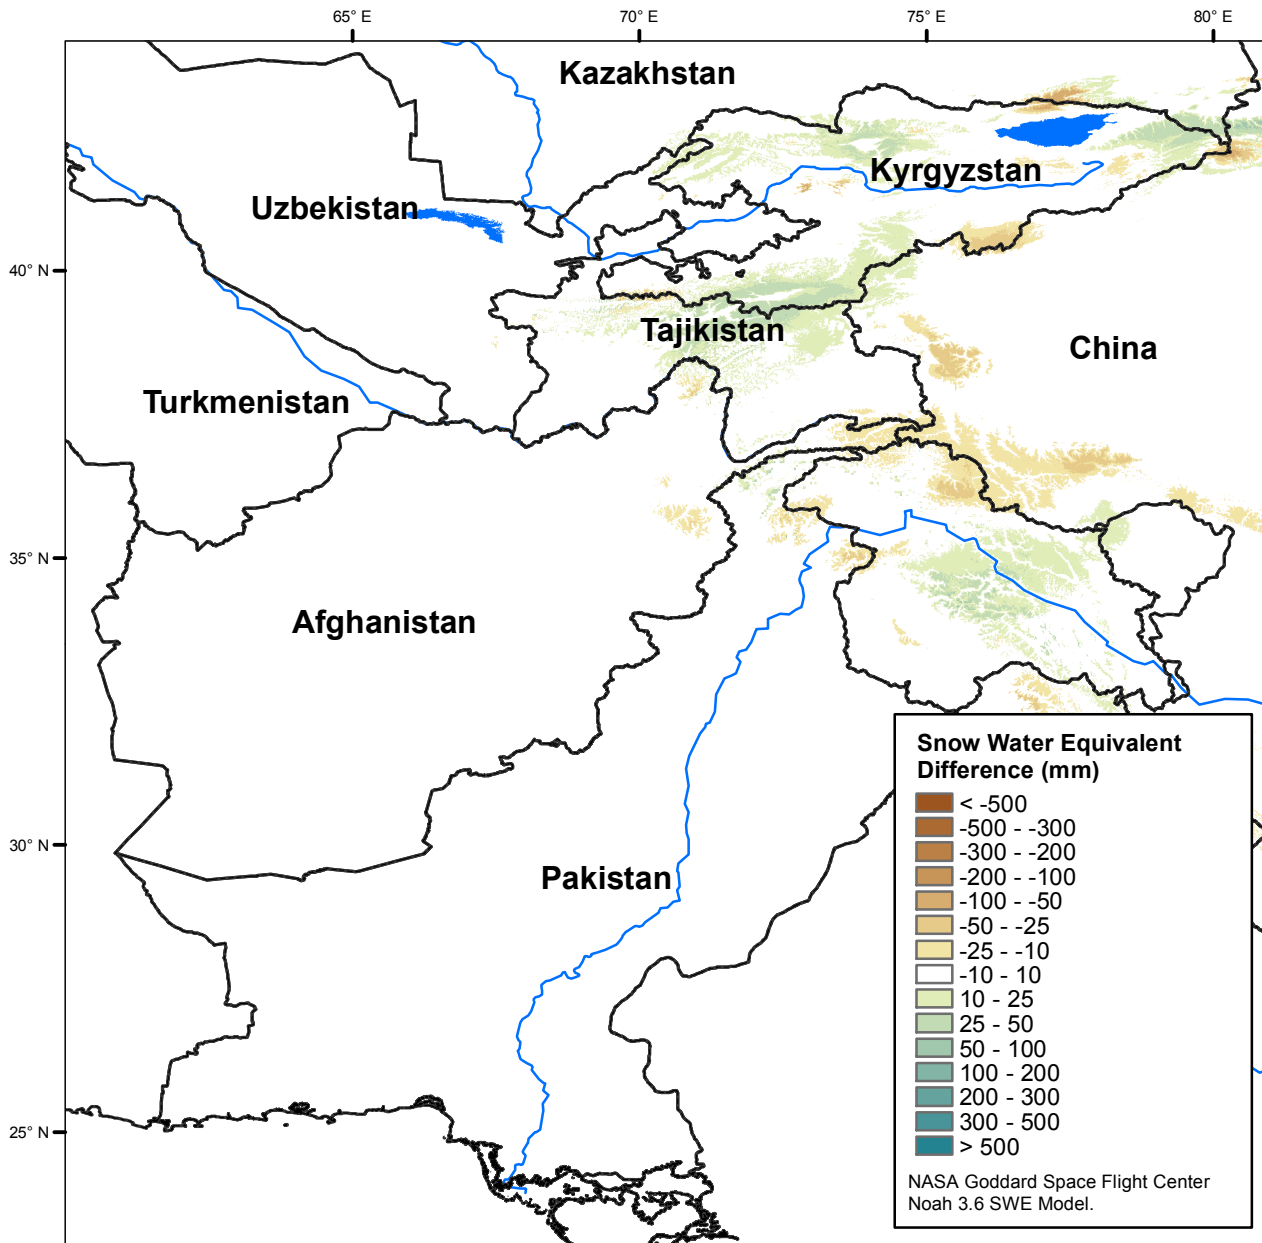 65° E
70° E
75° E
80° E
Kazakhstan
Kyrgyzstan
Uzbekistan
40° N
Tajikistan
China
Turkmenistan
35° N
Afghanistan
30° N
Pakistan
25° N
Snow Water Equivalent
Difference (mm)
< -500
-500 - -300
-300 - -200
-200 - -100
-100 - -50
-50 - -25
-25 - -10
-10 - 10
10 - 25
25 - 50
50 - 100
100 - 200
200 - 300
300 - 500
> 500
NASA Goddard Space Flight Center
Noah 3.6 SWE Model.